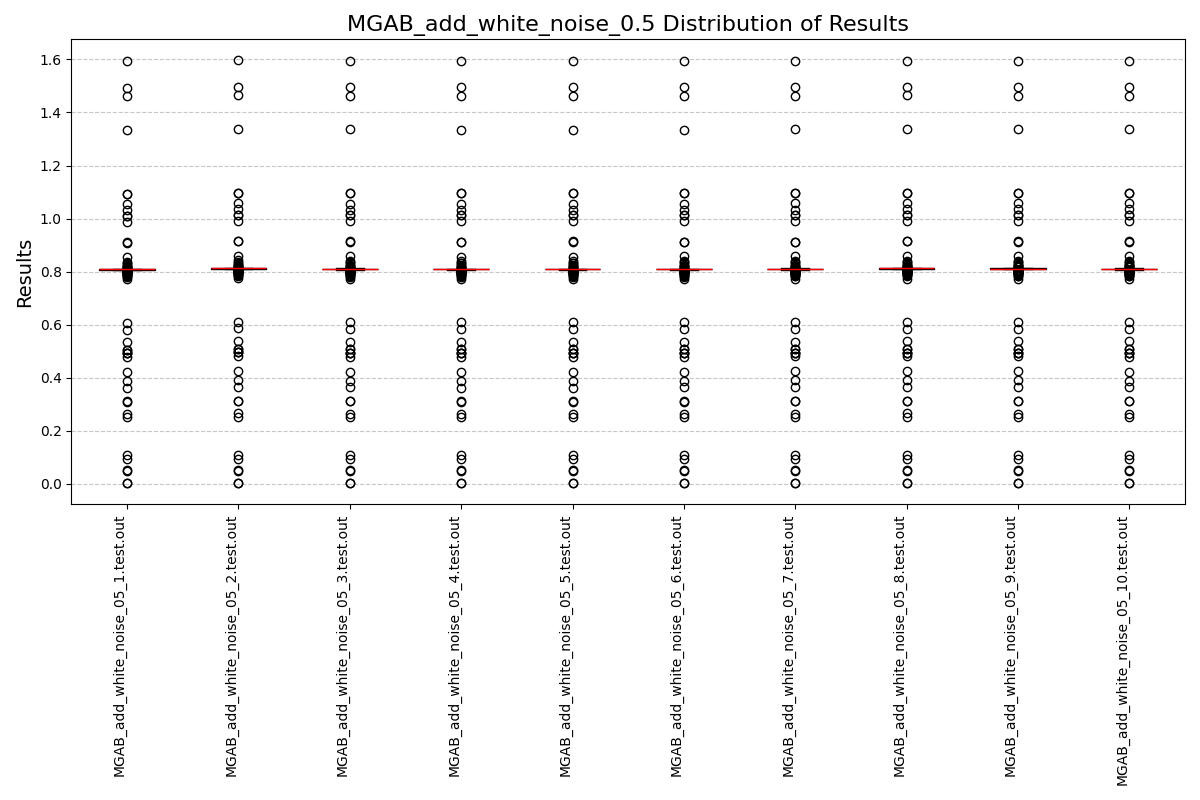 MGAB_add_white_noise_0.5 Distribution of Results
Results
1.6
1.4
1.2
1.0
0.8
0.6
0.4
0.2
0.0
MGAB_add_white_noise_05_1.test.out
MGAB_add_white_noise_05_2.test.out
MGAB_add_white_noise_05_3.test.out
MGAB_add_white_noise_05_4.test.out
MGAB_add_white_noise_05_5.test.out
MGAB_add_white_noise_05_6.test.out
MGAB_add_white_noise_05_7.test.out
MGAB_add_white_noise_05_8.test.out
MGAB_add_white_noise_05_9.test.out
MGAB_add_white_noise_05_10.test.out